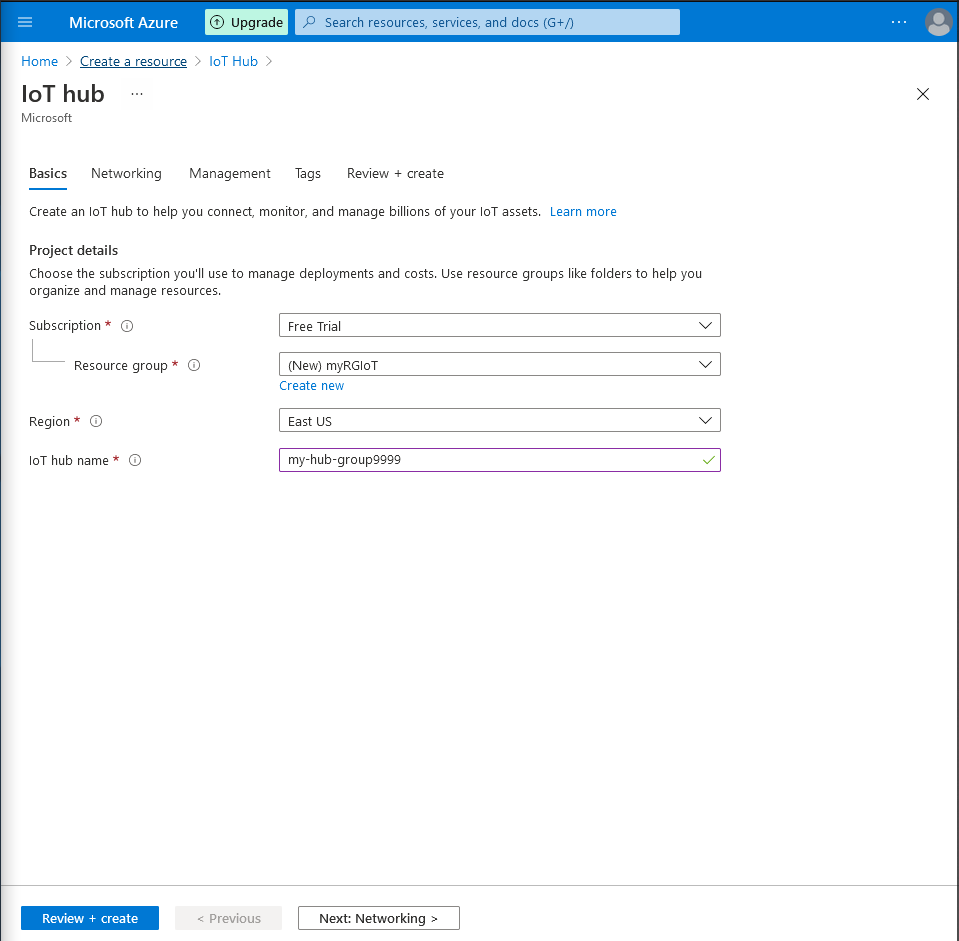 Microsoft Azure
Upgrade
Search resources, services, and docs (G+/)
...
Home > Create a resource > IoT Hub >
IoT hub ...
Microsoft
Basics Networking Management Tags Review + create
Create an IoT hub to help you connect, monitor, and manage billions of your IoT assets. Learn more
Project details
Choose the subscription you'll use to manage deployments and costs. Use resource groups like folders to help you
organize and manage resources.
Subscription * Free Trial
Resource group * (New) myRGIoT
Create new
Region * East US
IoT hub name * my-hub-group9999
Review + create < Previous Next: Networking >